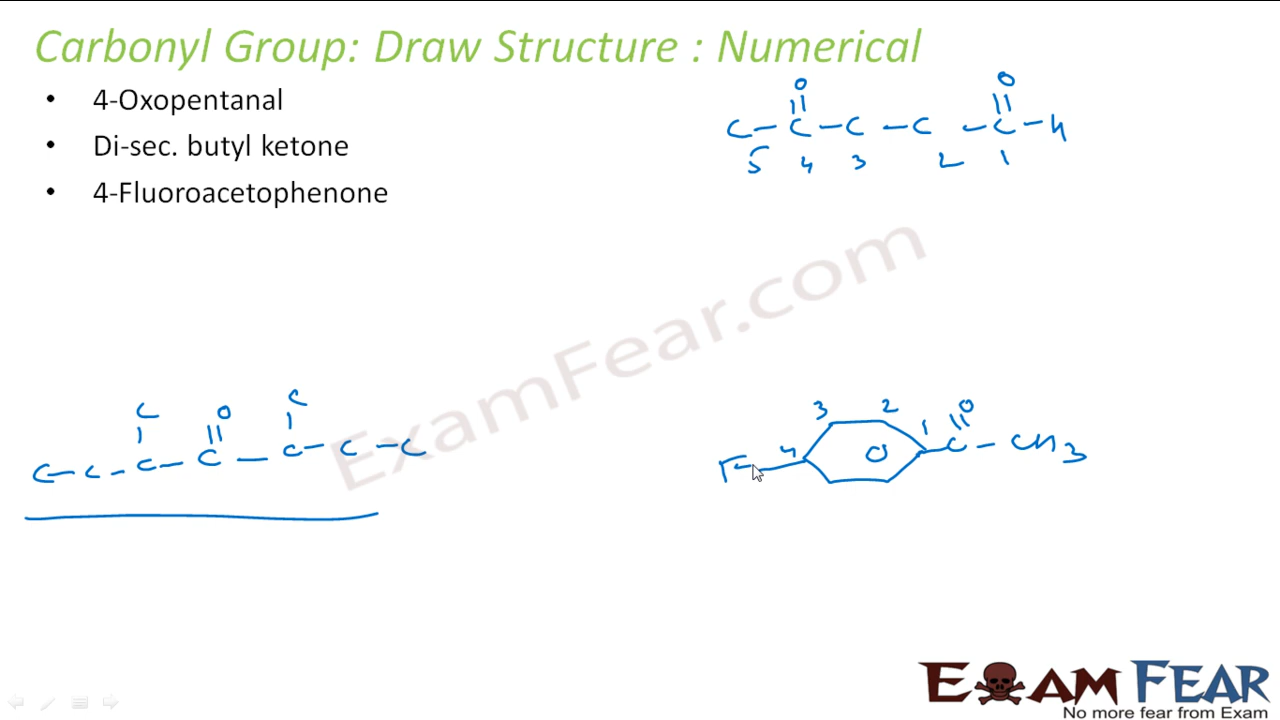 Carbonyl Group: Draw Structure : Numerical
• 4-Oxopentanal
• Di-sec. butyl ketone
• 4-Fluoroacetophenone
O O
|| ||
C – C – C – C – C – H
5 4 3 2 1
ExamFear.com
C O C
| || |
C – C – C – C – C – C – C
3 2 1 O
||
F – 4 O C – CH3
EXAM FEAR
No more fear from Exam